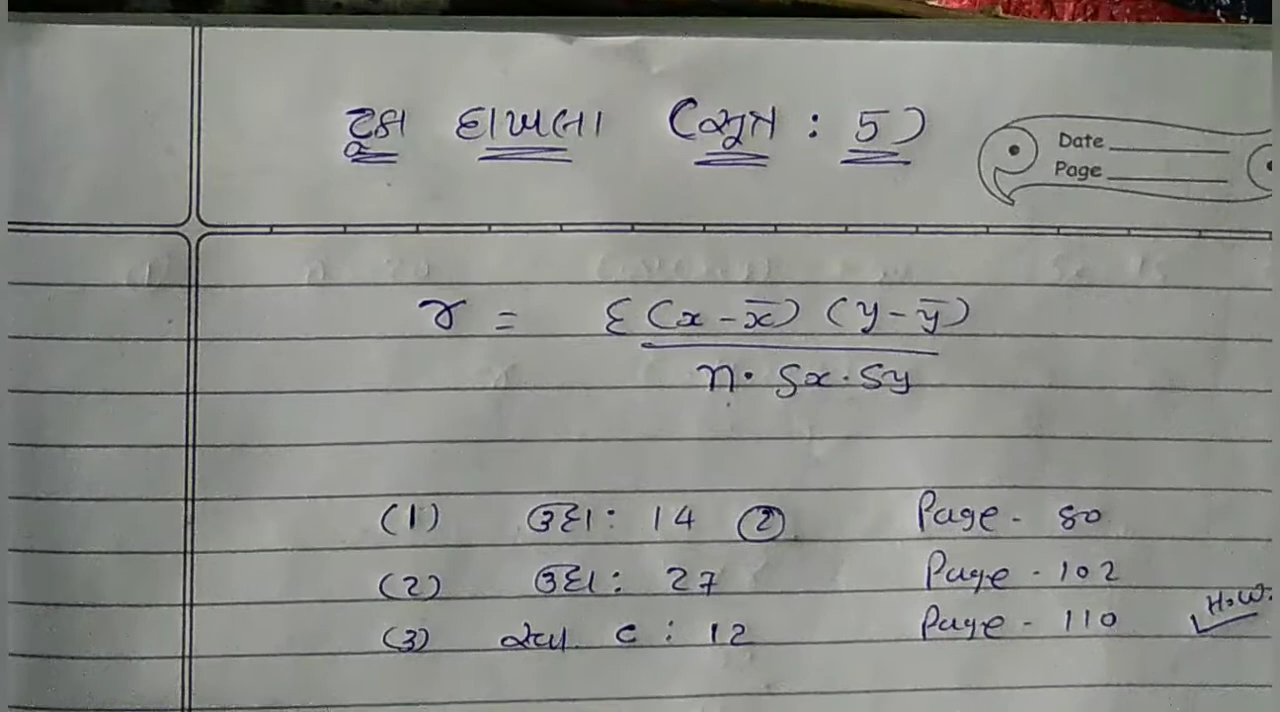 ટૂંકા દાખલા (સૂત્ર : 5)
Date
Page
r = Σ(x - x̄) (y - ȳ)
n · Sx · Sy
(1) ઉદા : 14 (2) Page - 80
(2) ઉદા : 27 Page - 102
(3) સ્વા. C : 12 Page - 110 H.W.